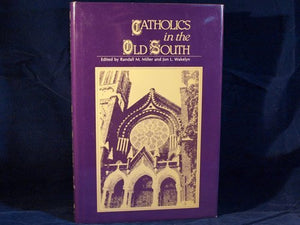 CATHOLICS
in the
OLD SOUTH
Edited by Randall M. Miller and Jon L. Wakelyn